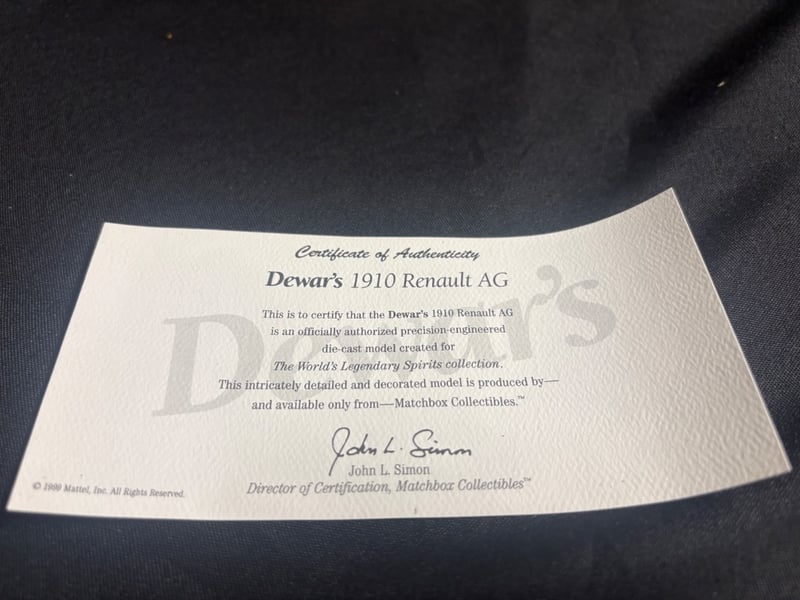 Certificate of Authenticity
Dewar's 1910 Renault AG
Dewar's
This is to certify that the Dewar's 1910 Renault AG
is an officially authorized precision-engineered
die-cast model created for
The World's Legendary Spirits collection.
This intricately detailed and decorated model is produced by—
and available only from—Matchbox Collectibles.™
John L. Simon
John L. Simon
Director of Certification, Matchbox Collectibles™
© 1999 Mattel, Inc. All Rights Reserved.